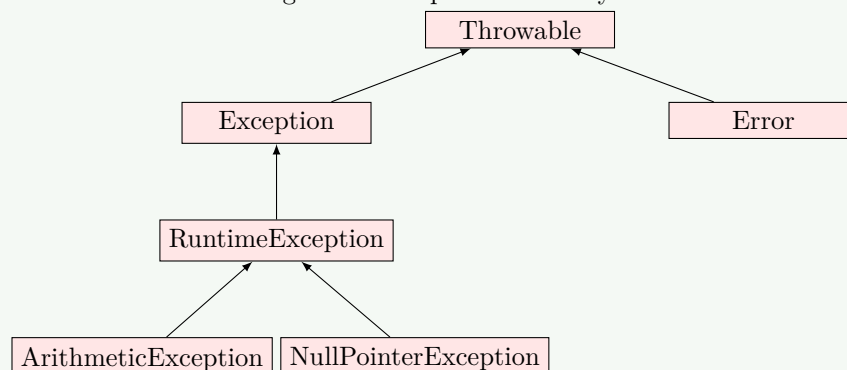 Throwable
Exception
Error
RuntimeException
ArithmeticException
NullPointerException